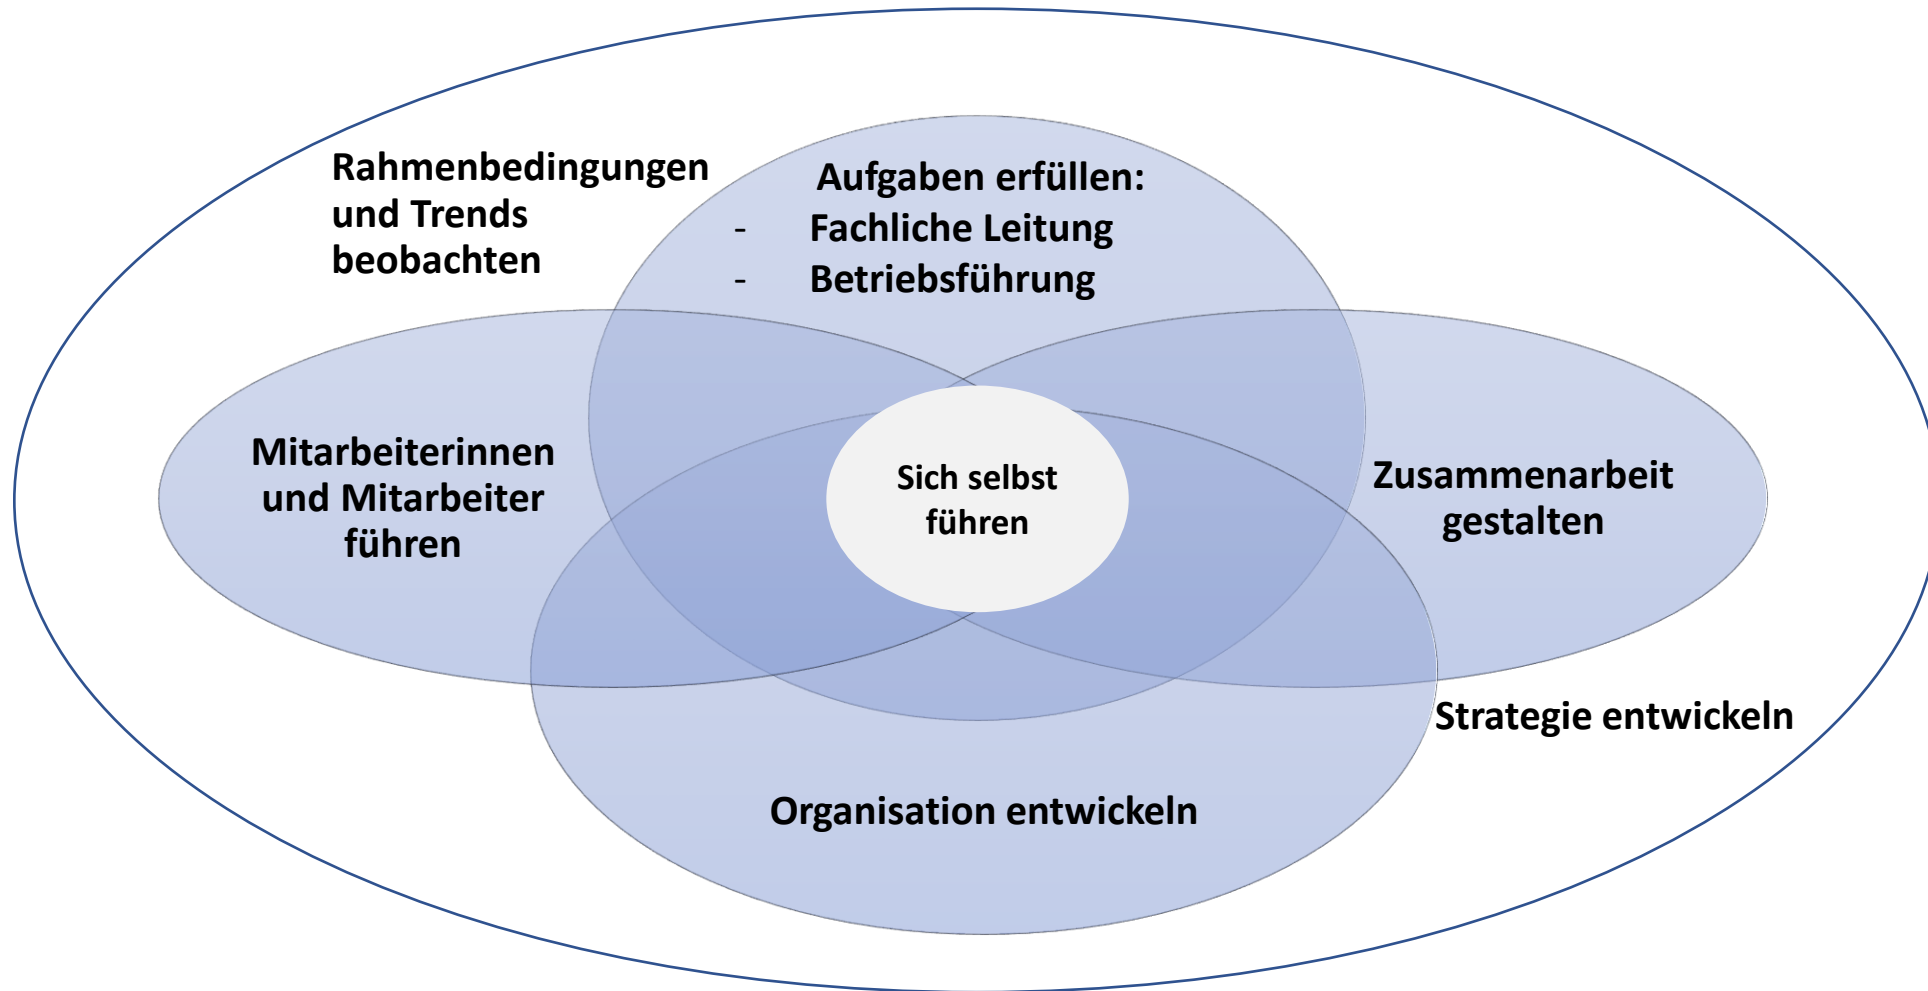 Rahmenbedingungen
und Trends
beobachten
Aufgaben erfüllen:
- Fachliche Leitung
- Betriebsführung
Mitarbeiterinnen
und Mitarbeiter
führen
Sich selbst
führen
Zusammenarbeit
gestalten
Strategie entwickeln
Organisation entwickeln